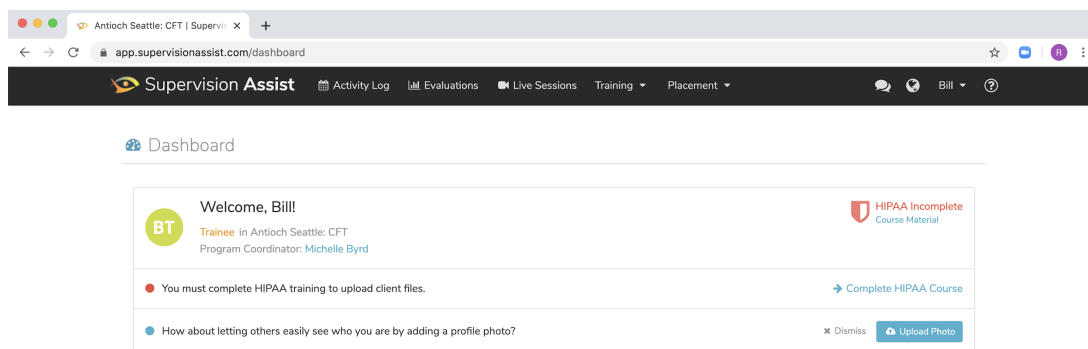 Antioch Seattle: CFT | Supervis
app.supervisionassist.com/dashboard
R
Supervision Assist Activity Log Evaluations Live Sessions Training Placement Bill
Dashboard
BT
Welcome, Bill!
Trainee in Antioch Seattle: CFT
Program Coordinator: Michelle Byrd
HIPAA Incomplete
Course Material
You must complete HIPAA training to upload client files. Complete HIPAA Course
How about letting others easily see who you are by adding a profile photo? Dismiss Upload Photo